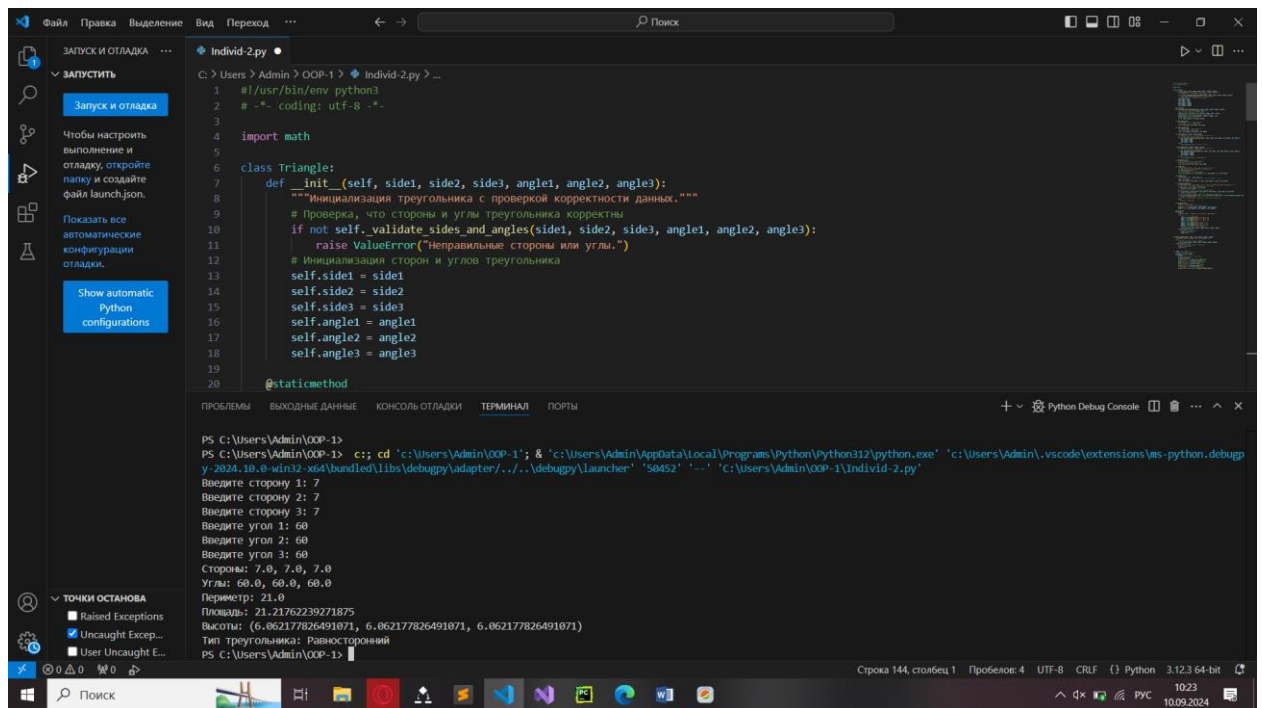 Файл Правка Выделение Вид Переход ··· Поиск
ЗАПУСК И ОТЛАДКА ···
Individ-2.py
ЗАПУСТИТЬ
Запуск и отладка
Чтобы настроить
выполнение и
отладку, откройте
папку и создайте
файл launch.json.
Показать все
автоматические
конфигурации
отладки.
Show automatic
Python
configurations
ТОЧКИ ОСТАНОВА
Raised Exceptions
Uncaught Excep...
User Uncaught E...
C: > Users > Admin > OOP-1 > Individ-2.py > ...
1 #!/usr/bin/env python3
2 # -*- coding: utf-8 -*-
3
4 import math
5
6 class Triangle:
7 def __init__(self, side1, side2, side3, angle1, angle2, angle3):
8 """Инициализация треугольника с проверкой корректности данных."""
9 # Проверка, что стороны и углы треугольника корректны
10 if not self._validate_sides_and_angles(side1, side2, side3, angle1, angle2, angle3):
11 raise ValueError("Неправильные стороны или углы.")
12 # Инициализация сторон и углов треугольника
13 self.side1 = side1
14 self.side2 = side2
15 self.side3 = side3
16 self.angle1 = angle1
17 self.angle2 = angle2
18 self.angle3 = angle3
19
20 @staticmethod
ПРОБЛЕМЫ ВЫХОДНЫЕ ДАННЫЕ КОНСОЛЬ ОТЛАДКИ ТЕРМИНАЛ ПОРТЫ Python Debug Console
PS C:\Users\Admin\OOP-1>
PS C:\Users\Admin\OOP-1> c:; cd 'c:\Users\Admin\OOP-1'; & 'c:\Users\Admin\AppData\Local\Programs\Python\Python312\python.exe' 'c:\Users\Admin\.vscode\extensions\ms-python.debugp
y-2024.10.0-win32-x64\bundled\libs\debugpy\adapter/../..\debugpy\launcher' '50452' '--' 'C:\Users\Admin\OOP-1\Individ-2.py'
Введите сторону 1: 7
Введите сторону 2: 7
Введите сторону 3: 7
Введите угол 1: 60
Введите угол 2: 60
Введите угол 3: 60
Стороны: 7.0, 7.0, 7.0
Углы: 60.0, 60.0, 60.0
Периметр: 21.0
Площадь: 21.21762239271875
Высоты: (6.062177826491071, 6.062177826491071, 6.062177826491071)
Тип треугольника: Равносторонний
PS C:\Users\Admin\OOP-1>
0 0 0 Строка 144, столбец 1 Пробелов: 4 UTF-8 CRLF {} Python 3.12.3 64-bit
Поиск РУС 10:23
10.09.2024